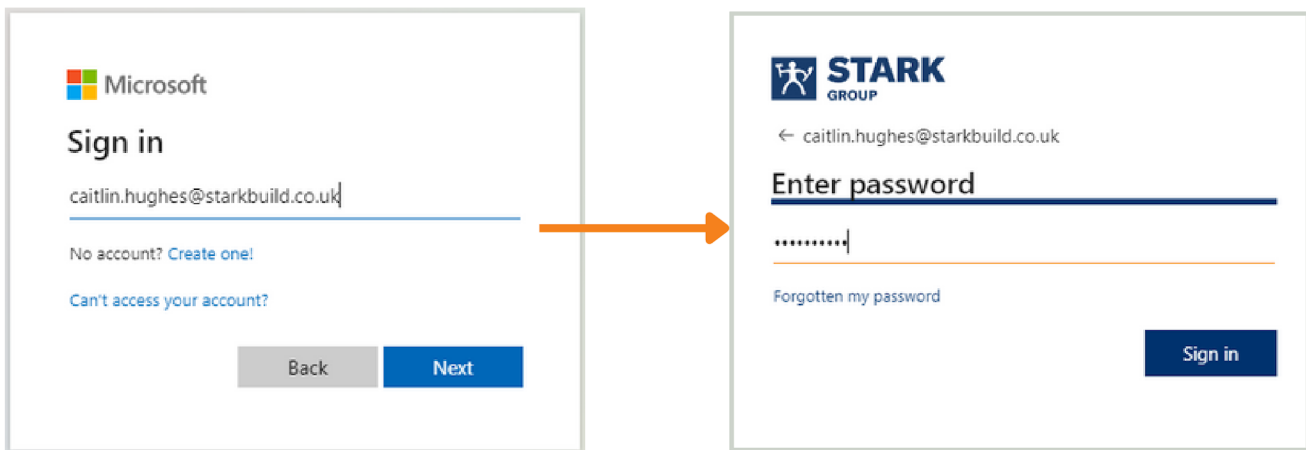 Microsoft
Sign in
caitlin.hughes@starkbuild.co.uk
No account? Create one!
Can't access your account?
Back
Next
STARK
GROUP
← caitlin.hughes@starkbuild.co.uk
Enter password
••••••••••
Forgotten my password
Sign in